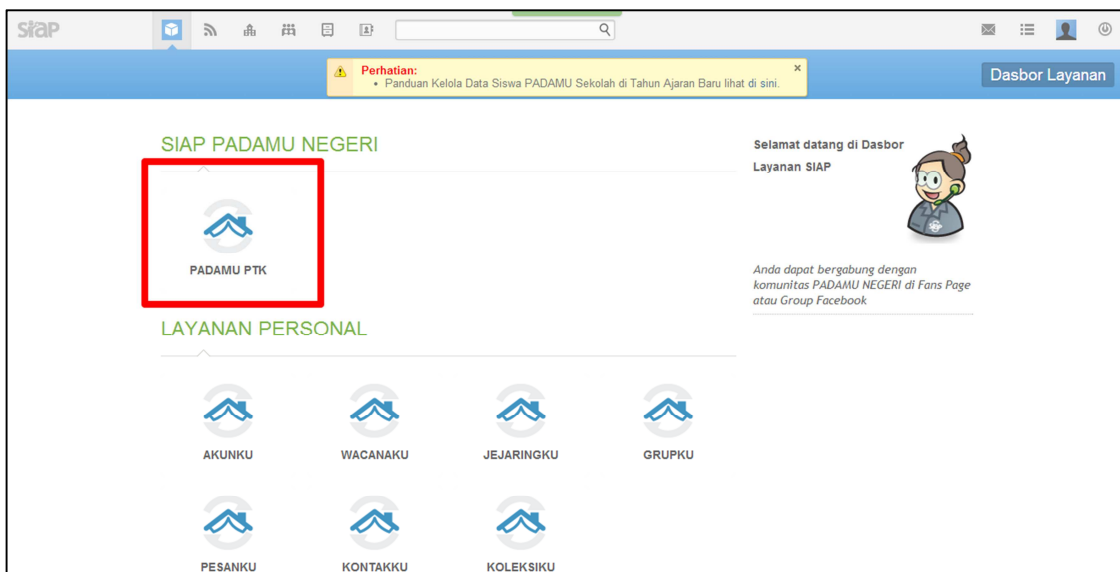 siap
Perhatian:
• Panduan Kelola Data Siswa PADAMU Sekolah di Tahun Ajaran Baru lihat di sini.
×
Dasbor Layanan
SIAP PADAMU NEGERI
PADAMU PTK
Selamat datang di Dasbor
Layanan SIAP
Anda dapat bergabung dengan
komunitas PADAMU NEGERI di Fans Page
atau Group Facebook
LAYANAN PERSONAL
AKUNKU
WACANAKU
JEJARINGKU
GRUPKU
PESANKU
KONTAKKU
KOLEKSIKU